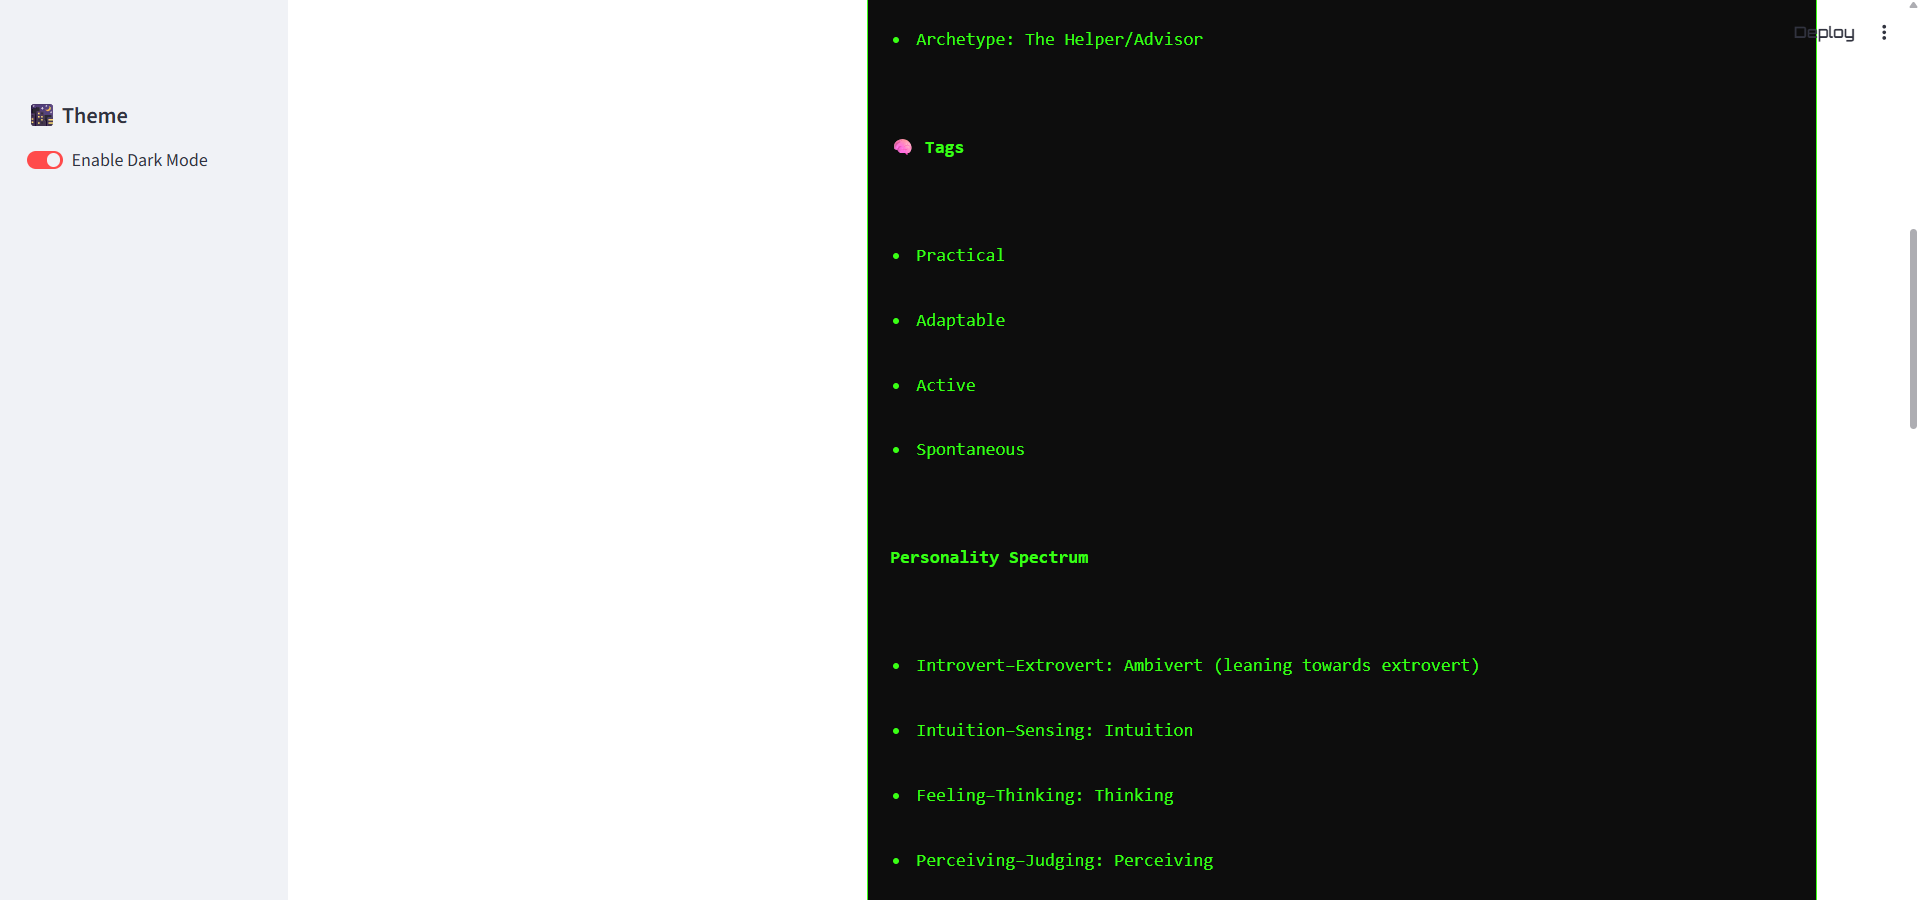 Deploy
Theme
Enable Dark Mode
Archetype: The Helper/Advisor
Tags
Practical
Adaptable
Active
Spontaneous
Personality Spectrum
Introvert–Extrovert: Ambivert (leaning towards extrovert)
Intuition–Sensing: Intuition
Feeling–Thinking: Thinking
Perceiving–Judging: Perceiving